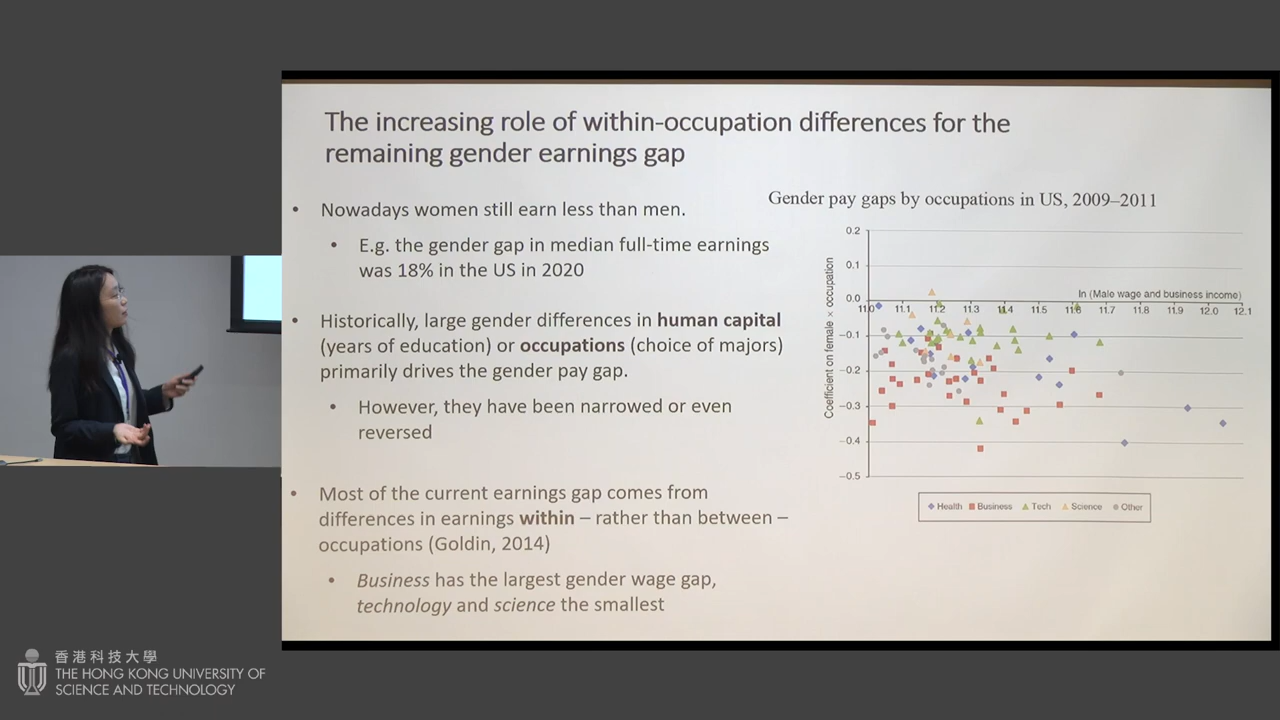 The increasing role of within-occupation differences for the
remaining gender earnings gap
• Nowadays women still earn less than men.
• E.g. the gender gap in median full-time earnings
was 18% in the US in 2020
• Historically, large gender differences in human capital
(years of education) or occupations (choice of majors)
primarily drives the gender pay gap.
• However, they have been narrowed or even
reversed
• Most of the current earnings gap comes from
differences in earnings within – rather than between –
occupations (Goldin, 2014)
• Business has the largest gender wage gap,
technology and science the smallest
Gender pay gaps by occupations in US, 2009–2011
Coefficient on female × occupation
0.2
0.1
0.0
−0.1
−0.2
−0.3
−0.4
−0.5
ln (Male wage and business income)
11.0 11.1 11.2 11.3 11.4 11.5 11.6 11.7 11.8 11.9 12.0 12.1
Health Business Tech Science Other
香港科技大學
THE HONG KONG UNIVERSITY OF
SCIENCE AND TECHNOLOGY